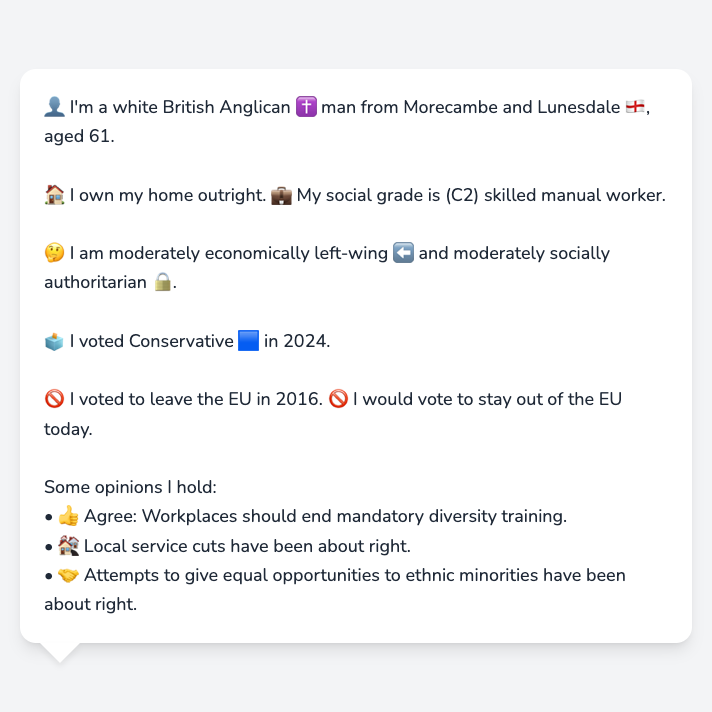 👤 I'm a white British Anglican ✝️ man from Morecambe and Lunesdale 🏴󠁧󠁢󠁥󠁮󠁧󠁿,
aged 61.
🏠 I own my home outright. 💼 My social grade is (C2) skilled manual worker.
🤔 I am moderately economically left-wing ⬅️ and moderately socially
authoritarian 🔒.
🗳️ I voted Conservative 🟦 in 2024.
🚫 I voted to leave the EU in 2016. 🚫 I would vote to stay out of the EU
today.
Some opinions I hold:
• 👍 Agree: Workplaces should end mandatory diversity training.
• 🏚️ Local service cuts have been about right.
• 🤝 Attempts to give equal opportunities to ethnic minorities have been
about right.